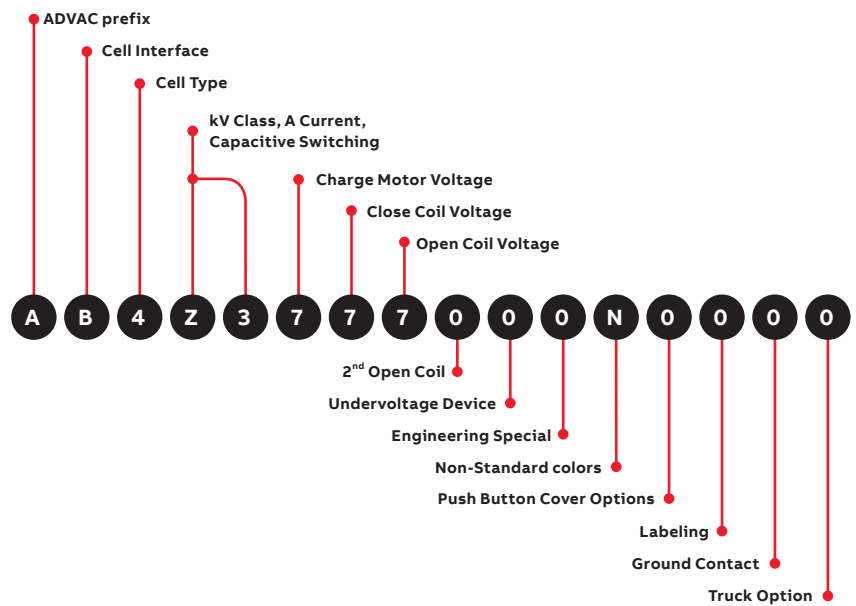 ADVAC prefix
Cell Interface
Cell Type
kV Class, A Current,
Capacitive Switching
Charge Motor Voltage
Close Coil Voltage
Open Coil Voltage
A B 4 Z 3 7 7 7 0 0 0 N 0 0 0 0
2nd Open Coil
Undervoltage Device
Engineering Special
Non-Standard colors
Push Button Cover Options
Labeling
Ground Contact
Truck Option